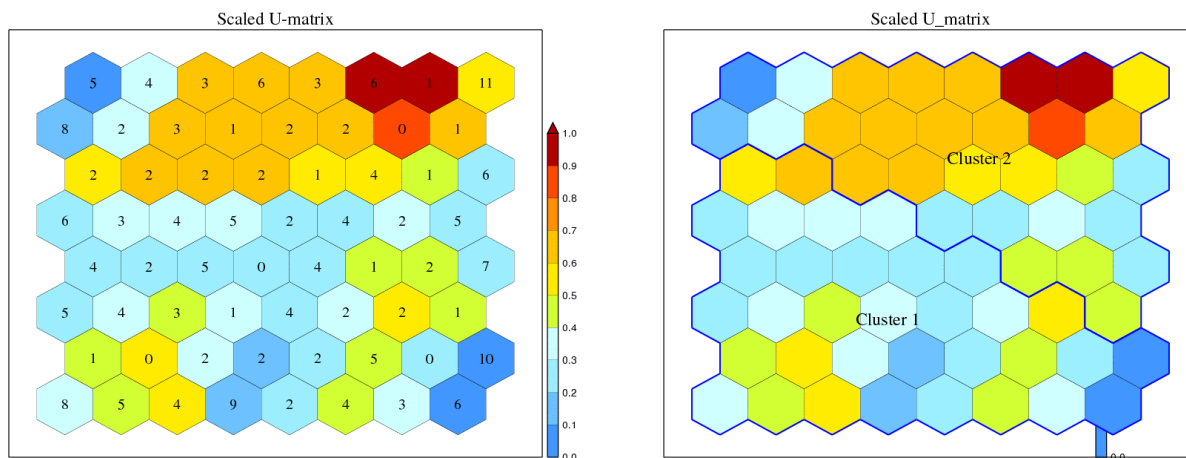 Scaled U-matrix
5 4 3 6 3 6 1 11
8 2 3 1 2 2 0 1
2 2 2 2 1 4 1 6
6 3 4 5 2 4 2 5
4 2 5 0 4 1 2 7
5 4 3 1 4 2 2 1
1 0 2 2 2 5 0 10
8 5 4 9 2 4 3 6
1.0
0.9
0.8
0.7
0.6
0.5
0.4
0.3
0.2
0.1
0.0
Scaled U_matrix
Cluster 2
Cluster 1
0.0